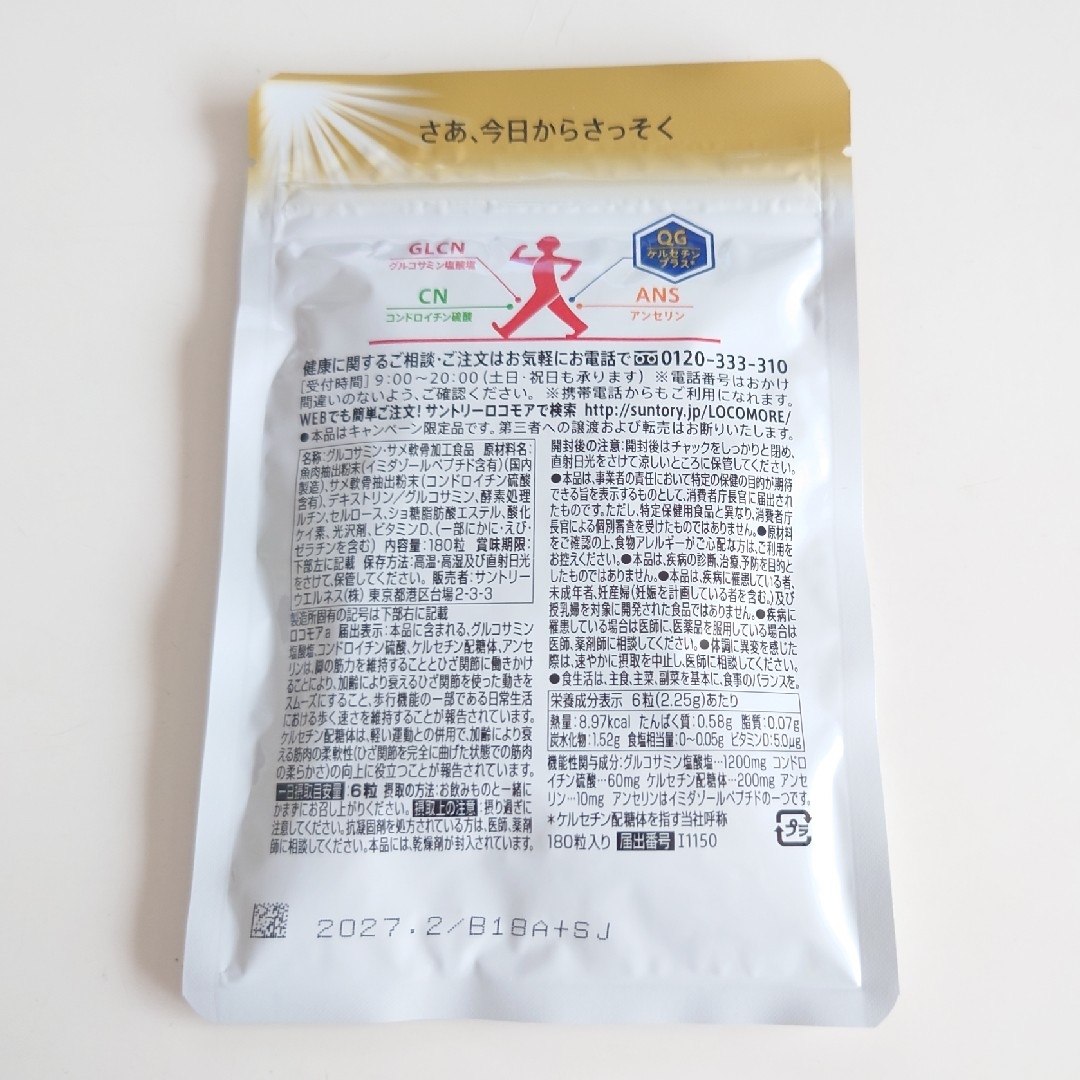 さあ、今日からさっそく
GLCN
グルコサミン塩酸塩
QG
ケルセチン
プラス*
CN
コンドロイチン硫酸
ANS
アンセリン
健康に関するご相談・ご注文はお気軽にお電話で 0120-333-310
[受付時間] 9:00〜20:00(土日・祝日も承ります) ※電話番号はおかけ
間違いのないよう、ご確認ください。 ※携帯電話からもご利用になれます。
WEBでも簡単ご注文! サントリーロコモアで検索 http://suntory.jp/LOCOMORE/
●本品はキャンペーン限定品です。第三者への譲渡および転売はお断りいたします。
名称:グルコサミン・サメ軟骨加工食品 原材料名:
魚肉抽出粉末(イミダゾールペプチド含有)(国内
製造)、サメ軟骨抽出粉末(コンドロイチン硫酸
含有)、デキストリン/グルコサミン、酵素処理
ルチン、セルロース、ショ糖脂肪酸エステル、酸化
ケイ素、光沢剤、ビタミンD、(一部にかに・えび・
ゼラチンを含む) 内容量:180粒 賞味期限:
下部左に記載 保存方法:高温・高湿及び直射日光
をさけて、保管してください。 販売者:サントリー
ウエルネス(株) 東京都港区台場2-3-3
製造所固有の記号は下部右に記載
ロコモアa 届出表示:本品に含まれる、グルコサミン
塩酸塩、コンドロイチン硫酸、ケルセチン配糖体、アンセ
リンは、脚の筋力を維持することとひざ関節に働きかけ
ることにより、加齢により衰えるひざ関節を使った動きを
スムーズにすること、歩行機能の一部である日常生活
における歩く速さを維持することが報告されています。
ケルセチン配糖体は、軽い運動との併用で、加齢により衰
える筋肉の柔軟性(ひざ関節を完全に曲げた状態での筋肉
の柔らかさ)の向上に役立つことが報告されています。
一日摂取目安量:6粒 摂取の方法:お飲みものと一緒に
かまずにお召し上がりください。 摂取上の注意:摂り過ぎに
注意してください。抗凝固剤を処方されている方は、医師、薬剤
師に相談してください。本品には、乾燥剤が封入されています。
開封後の注意:開封後はチャックをしっかりと閉め、
直射日光をさけて涼しいところに保管してください。
●本品は、事業者の責任において特定の保健の目的が期待
できる旨を表示するものとして、消費者庁長官に届出され
たものです。ただし、特定保健用食品と異なり、消費者庁
長官による個別審査を受けたものではありません。●原材料
をご確認の上、食物アレルギーがご心配な方は、ご利用を
お控えください。●本品は、疾病の診断、治療、予防を目的と
したものではありません。●本品は、疾病に罹患している者、
未成年者、妊産婦(妊娠を計画している者を含む。)及び
授乳婦を対象に開発された食品ではありません。●疾病に
罹患している場合は医師に、医薬品を服用している場合は
医師、薬剤師に相談してください。●体調に異変を感じた
際は、速やかに摂取を中止し、医師に相談してください。
●食生活は、主食、主菜、副菜を基本に、食事のバランスを。
栄養成分表示 6粒(2.25g)あたり
熱量:8.97kcal たんぱく質:0.58g 脂質:0.07g
炭水化物:1.52g 食塩相当量:0〜0.05g ビタミンD:5.0μg
機能性関与成分:グルコサミン塩酸塩…1200mg コンドロ
イチン硫酸…60mg ケルセチン配糖体…200mg アンセ
リン…10mg アンセリンはイミダゾールペプチドの一つです。
*ケルセチン配糖体を指す当社呼称
プラ
180粒入り 届出番号 I1150
2027.2/B18A+SJ